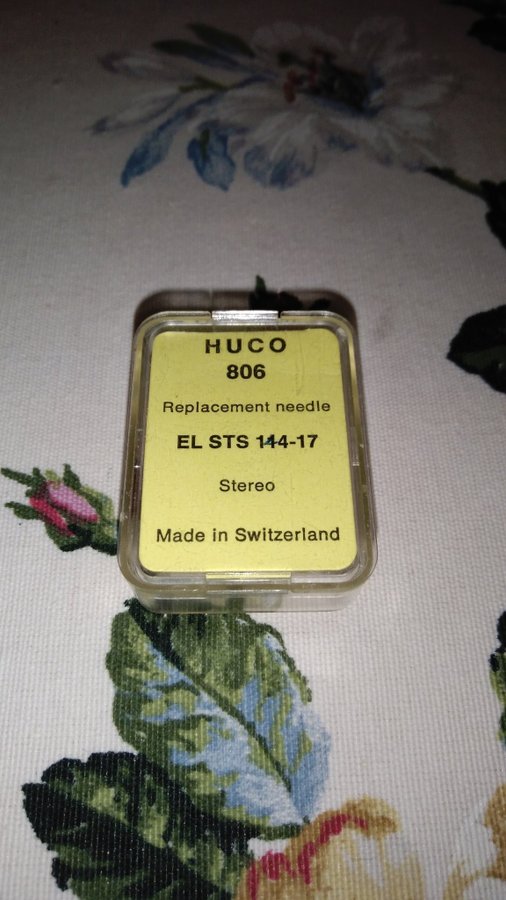 HUCO
806
Replacement needle
EL STS 144-17
Stereo
Made in Switzerland